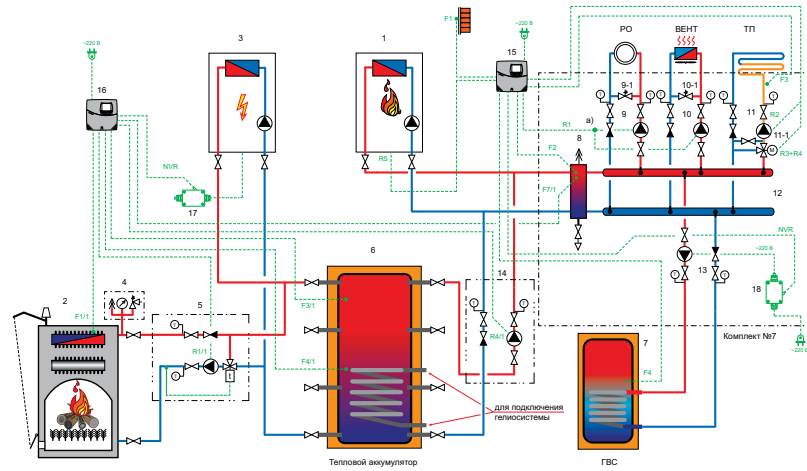 3
1
F1
15
РО
ВЕНТ
ТП
~220 В
~220 В
16
F3
9-1
10-1
T
T
T
T
T
T
R1
a)
9
10
11
R2
11-1
M
R3+R4
NVR
17
R5
F2
8
F7/1
12
6
14
NVR
~220 В
13
T
T
18
2
4
5
F1/1
T
R1/1
T
t
F3/1
F4/1
T
T
R4/1
T
Комплект №7
~220 В
7
F4
для подключения
гелиосистемы
Тепловой аккумулятор
ГВС